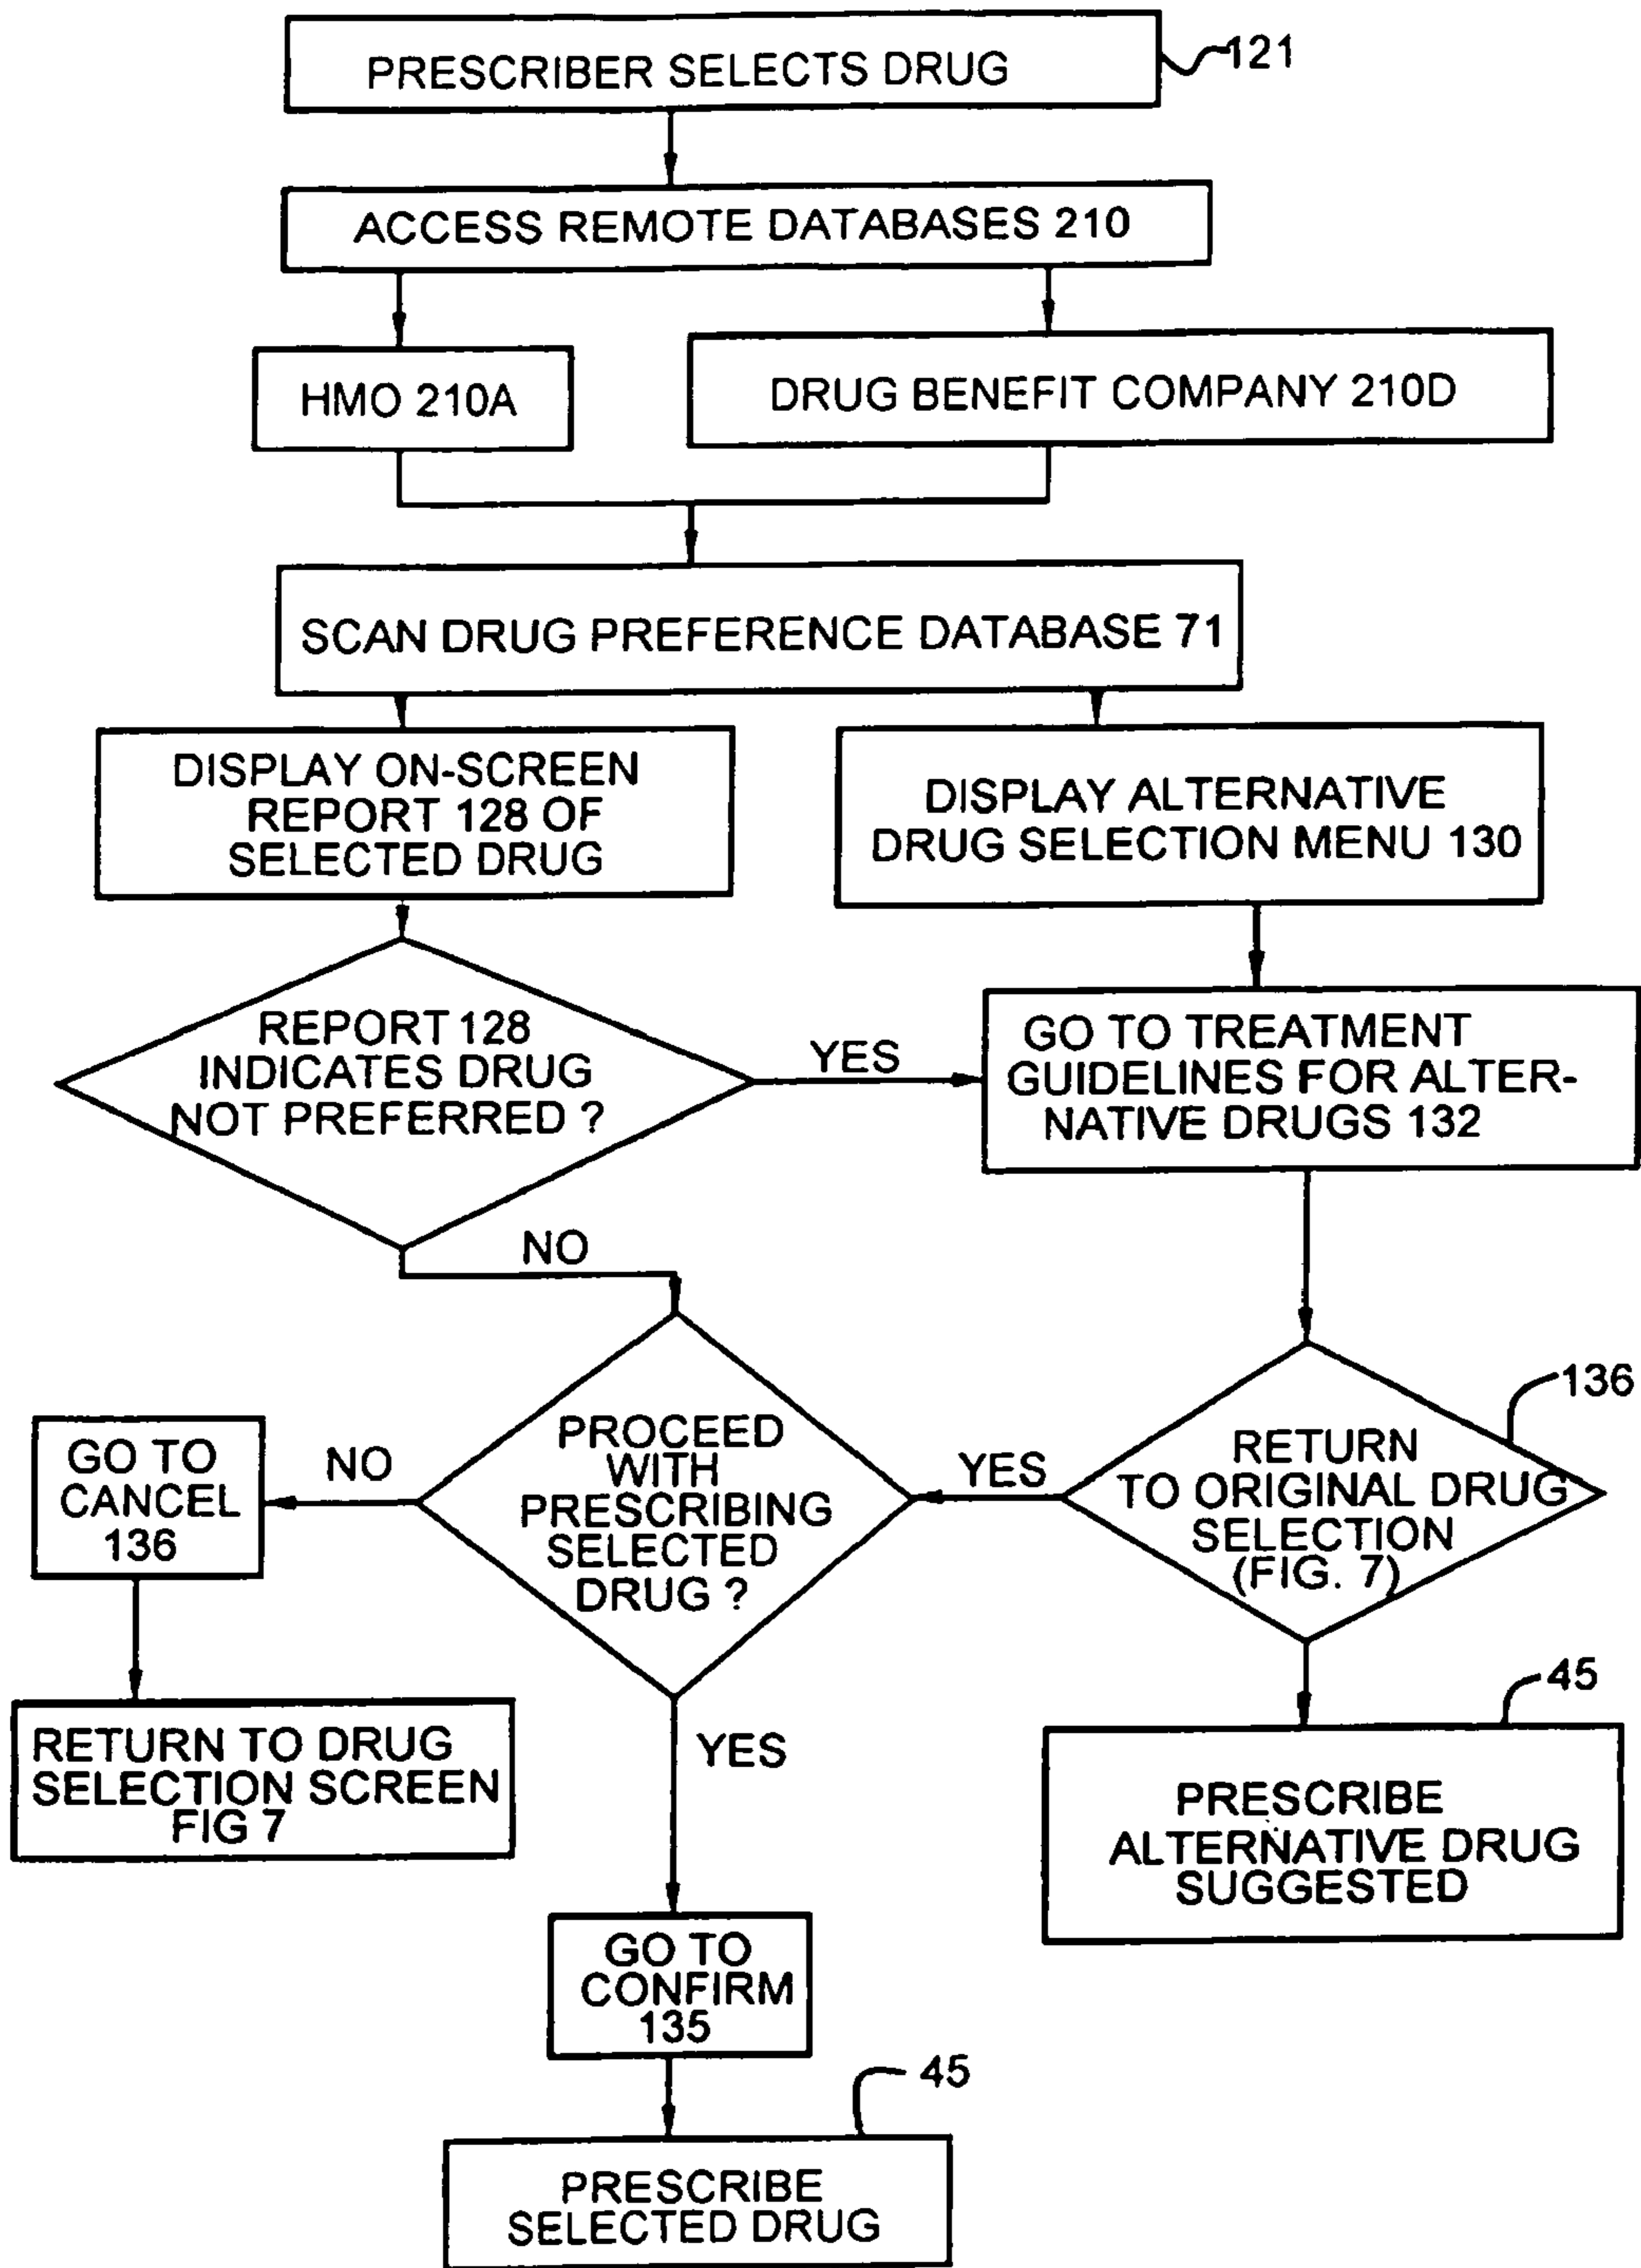 PRESCRIBER SELECTS DRUG
121
ACCESS REMOTE DATABASES 210
HMO 210A
DRUG BENEFIT COMPANY 210D
SCAN DRUG PREFERENCE DATABASE 71
DISPLAY ON-SCREEN
REPORT 128 OF
SELECTED DRUG
DISPLAY ALTERNATIVE
DRUG SELECTION MENU 130
REPORT 128
INDICATES DRUG
NOT PREFERRED ?
YES
GO TO TREATMENT
GUIDELINES FOR ALTER-
NATIVE DRUGS 132
NO
136
RETURN
TO ORIGINAL DRUG
SELECTION
(FIG. 7)
YES
PROCEED
WITH
PRESCRIBING
SELECTED
DRUG ?
NO
GO TO
CANCEL
136
RETURN TO DRUG
SELECTION SCREEN
FIG 7
YES
45
PRESCRIBE
ALTERNATIVE DRUG
SUGGESTED
GO TO
CONFIRM
135
45
PRESCRIBE
SELECTED DRUG